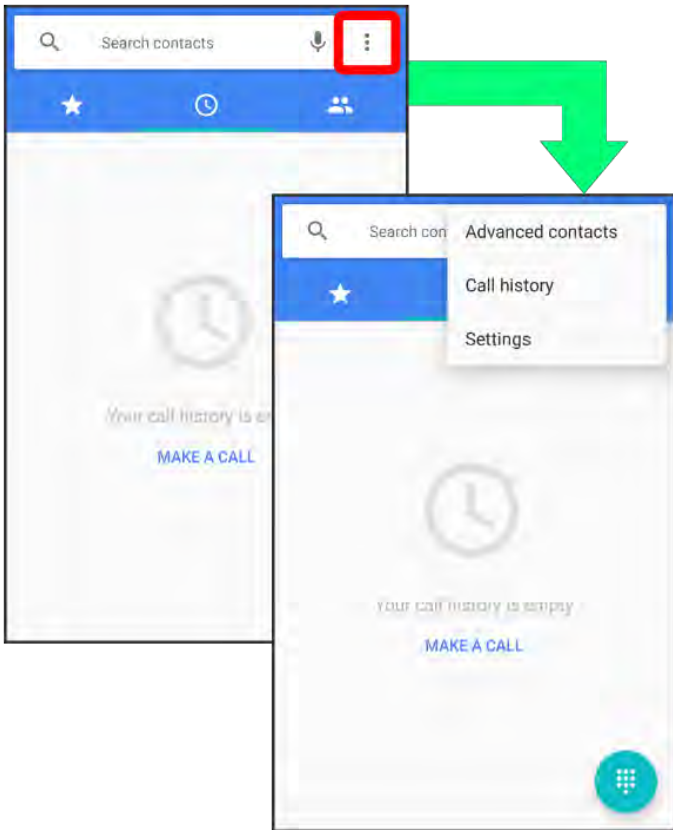 Search contacts
Your call history is
MAKE A CALL
Search con
Advanced contacts
Call history
Settings
Your call history is empty
MAKE A CALL